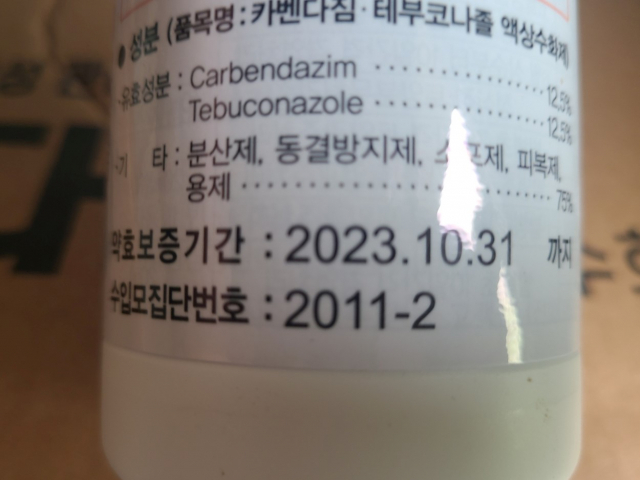 ● 성분 (품목명 : 카벤다짐 · 테부코나졸 액상수화제)
-유효성분 : Carbendazim ················ 12.5%
Tebuconazole ················ 12.5%
-기 타 : 분산제, 동결방지제, 소포제, 피복제,
용제 ································ 75%
약효보증기간 : 2023.10.31 까지
수입모집단번호 : 2011-2